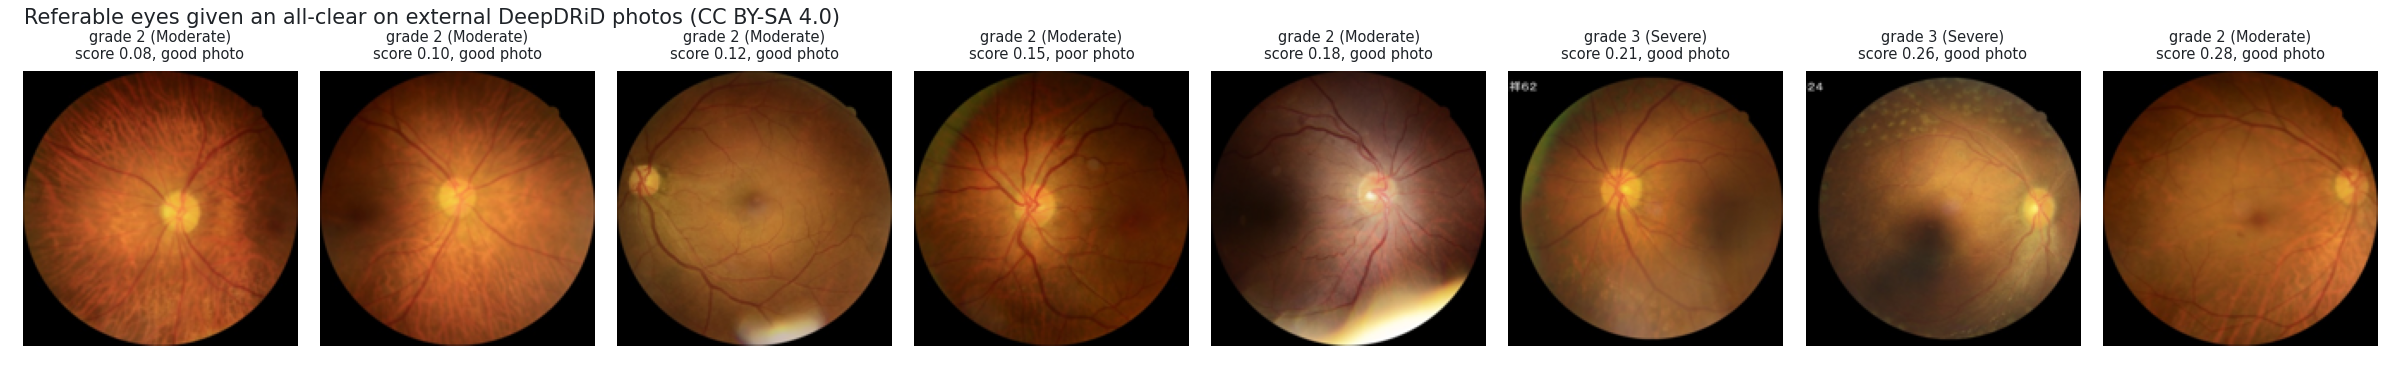 Referable eyes given an all-clear on external DeepDRiD photos (CC BY-SA 4.0)
grade 2 (Moderate)
score 0.08, good photo
grade 2 (Moderate)
score 0.10, good photo
grade 2 (Moderate)
score 0.12, good photo
grade 2 (Moderate)
score 0.15, poor photo
grade 2 (Moderate)
score 0.18, good photo
grade 3 (Severe)
score 0.21, good photo
祥62
grade 3 (Severe)
score 0.26, good photo
24
grade 2 (Moderate)
score 0.28, good photo